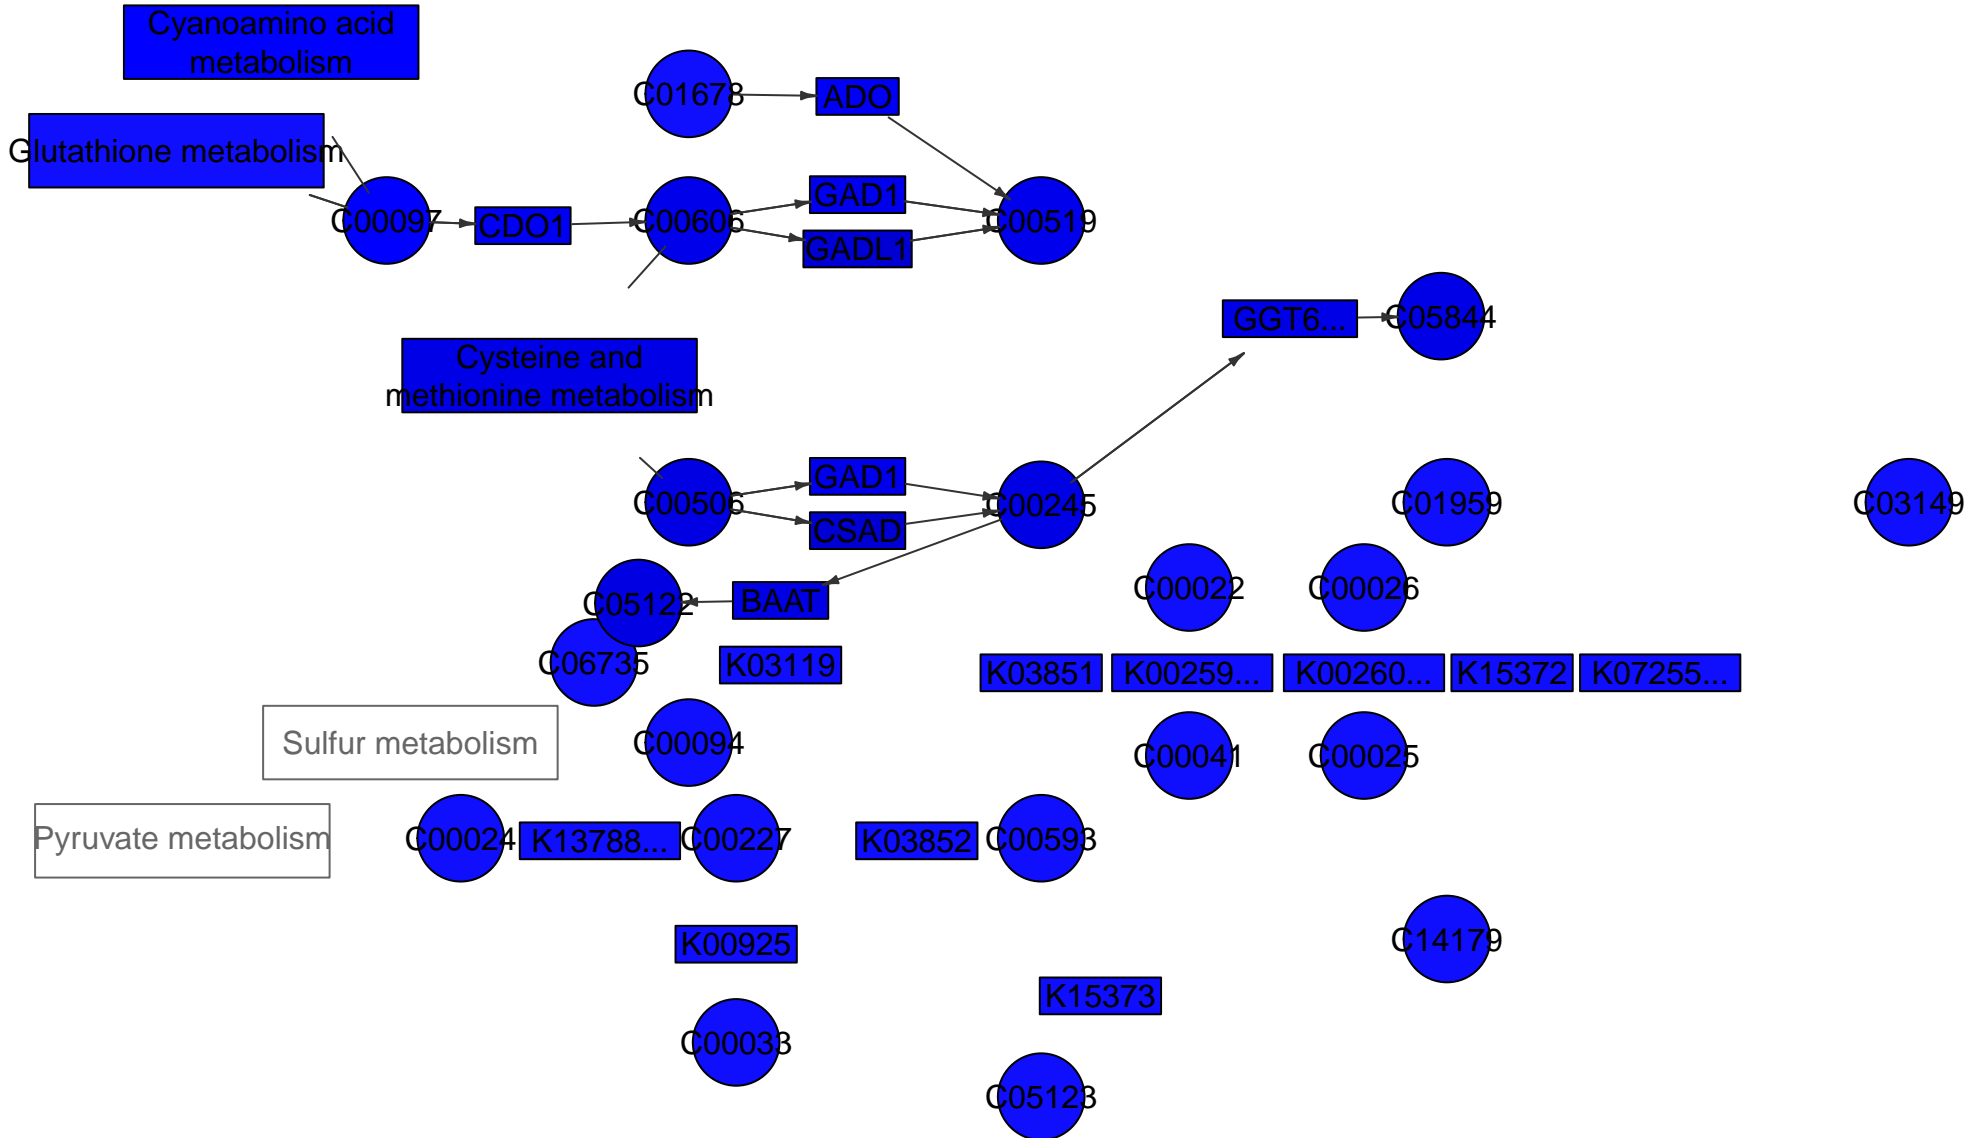 Cyanoamino acid
metabolism
C01678
ADO
Glutathione metabolism
GAD1
C00097
CDO1
C00606
C00519
GADL1
GGT6...
C05844
Cysteine and
methionine metabolism
GAD1
C00506
C00245
C01959
C03149
CSAD
C00022
C00026
C05122
BAAT
C06735
K03119
K03851
K00259...
K00260...
K15372
K07255...
Sulfur metabolism
C00094
C00041
C00025
Pyruvate metabolism
C00024
K13788...
C00227
K03852
C00593
K00925
C14179
K15373
C00033
C05123